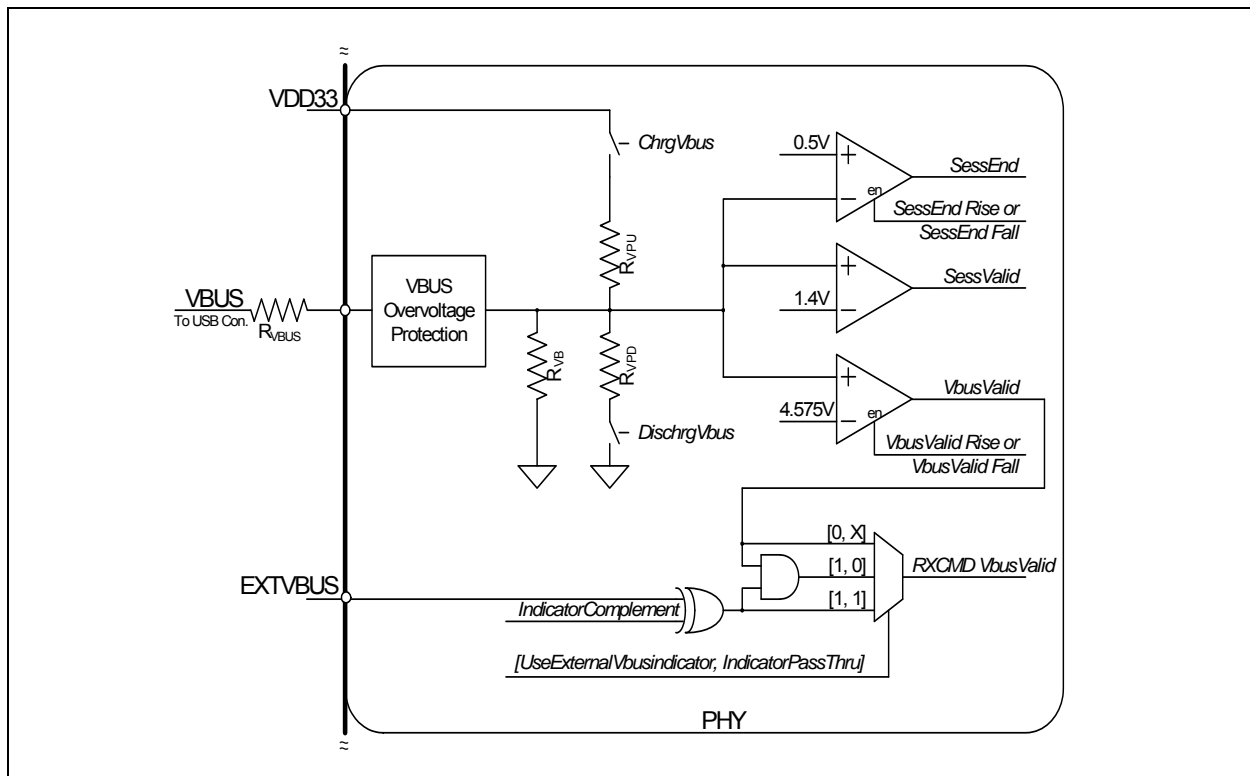 VDD33
ChrgVbus
0.5V
+
SessEnd
−
en
SessEnd Rise or
SessEnd Fall
RVPU
VBUS
To USB Con.
RVBUS
VBUS
Overvoltage
Protection
+
SessValid
1.4V
−
RVB
RVPD
DischrgVbus
+
VbusValid
4.575V
−
en
VbusValid Rise or
VbusValid Fall
[0, X]
[1, 0]
[1, 1]
RXCMD VbusValid
EXTVBUS
IndicatorComplement
[UseExternalVbusindicator, IndicatorPassThru]
PHY